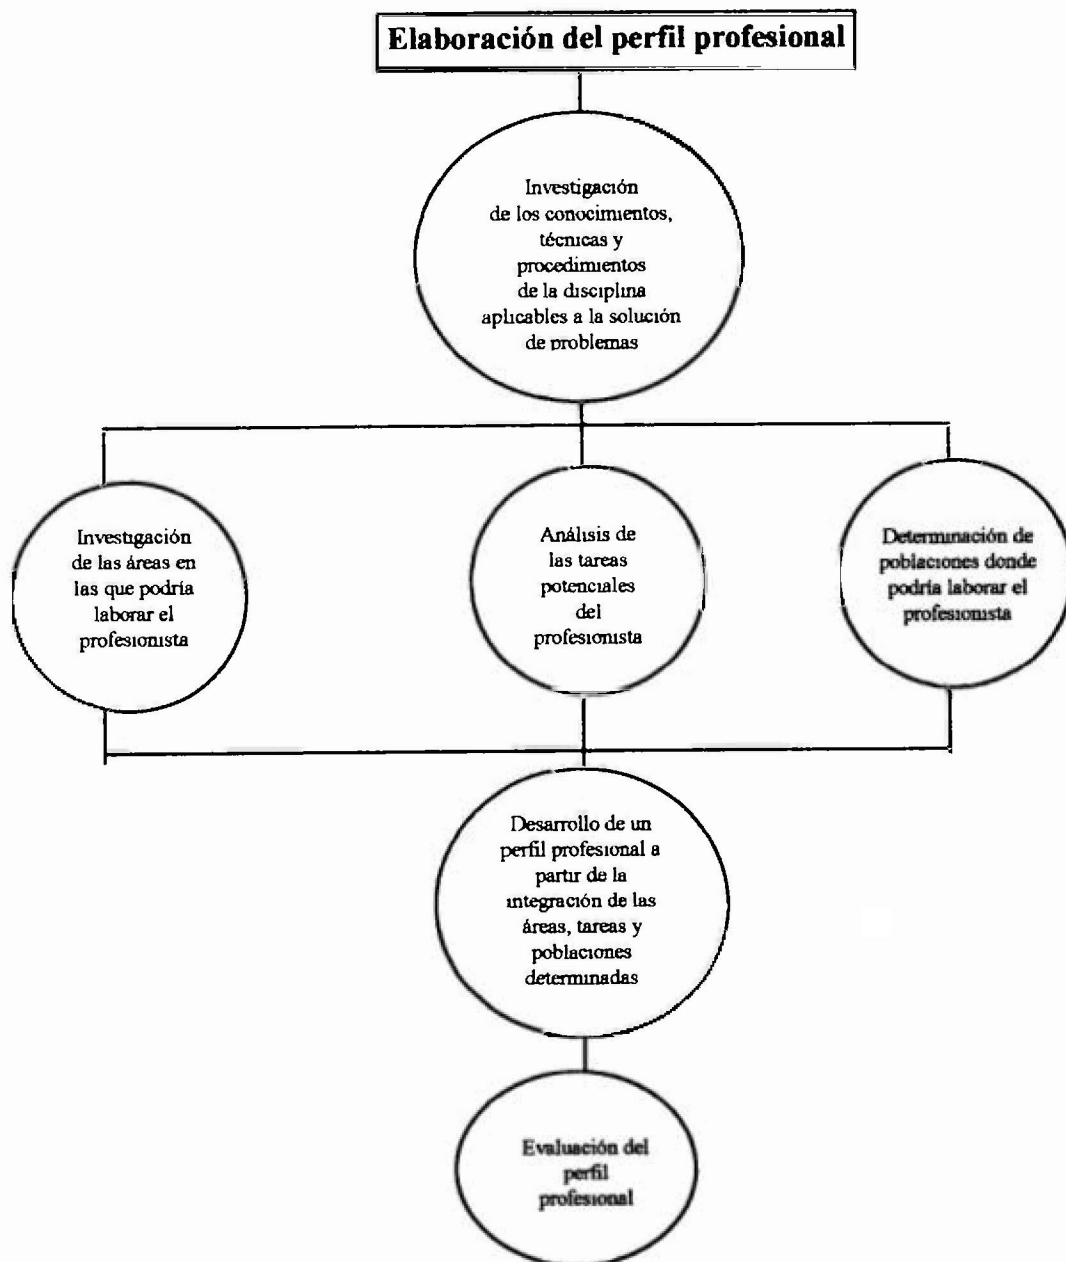 Elaboración del perfil profesional
Investigación
de los conocimientos,
técnicas y
procedimientos
de la disciplina
aplicables a la solución
de problemas
Investigación
de las áreas en
las que podría
laborar el
profesionista
Análisis de
las tareas
potenciales
del
profesionista
Determinación de
poblaciones donde
podría laborar el
profesionista
Desarrollo de un
perfil profesional a
partir de la
integración de las
áreas, tareas y
poblaciones
determinadas
Evaluación del
perfil
profesional